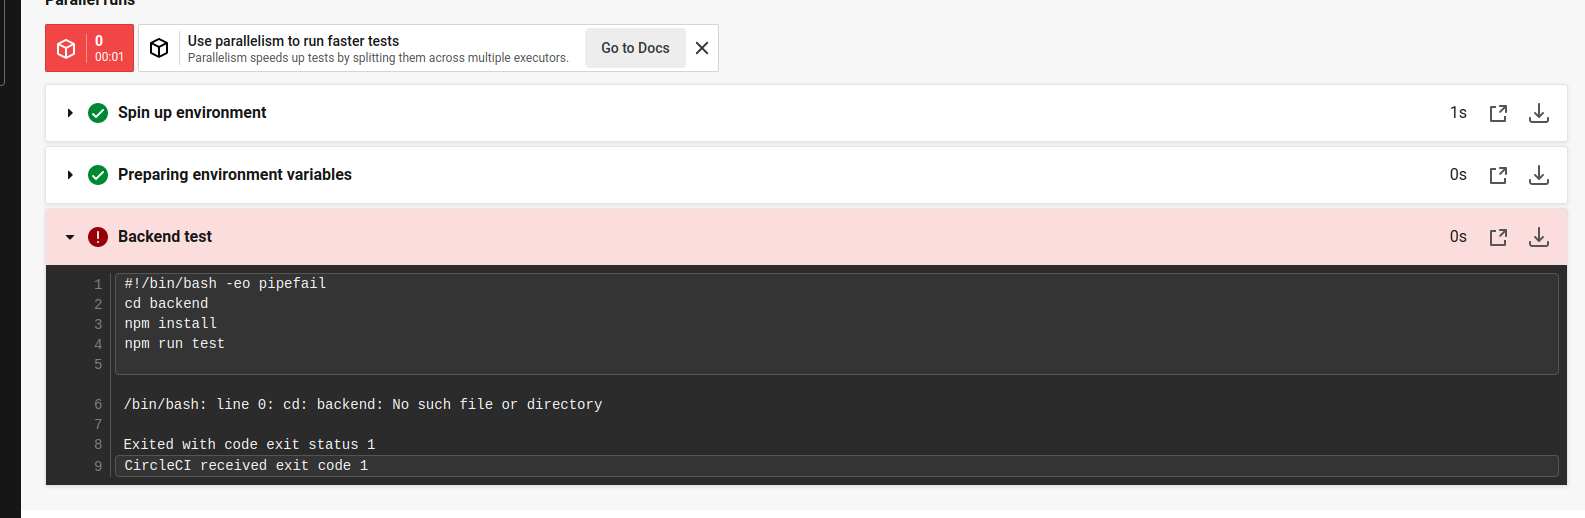 Parallel runs
0
00:01
Use parallelism to run faster tests
Parallelism speeds up tests by splitting them across multiple executors.
Go to Docs
Spin up environment
1s
Preparing environment variables
0s
Backend test
0s
1 #!/bin/bash -eo pipefail
2 cd backend
3 npm install
4 npm run test
5
6 /bin/bash: line 0: cd: backend: No such file or directory
7
8 Exited with code exit status 1
9 CircleCI received exit code 1